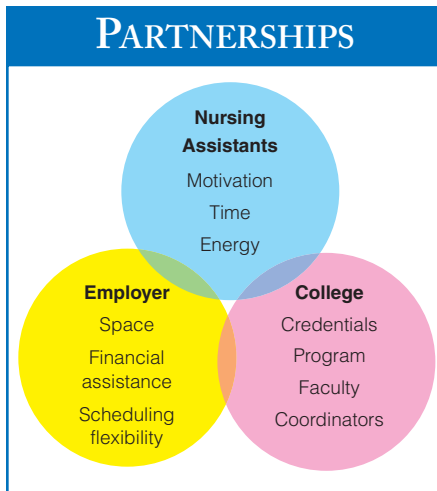 PARTNERSHIPS
Nursing
Assistants
Motivation
Time
Energy
Employer
Space
Financial
assistance
Scheduling
flexibility
College
Credentials
Program
Faculty
Coordinators